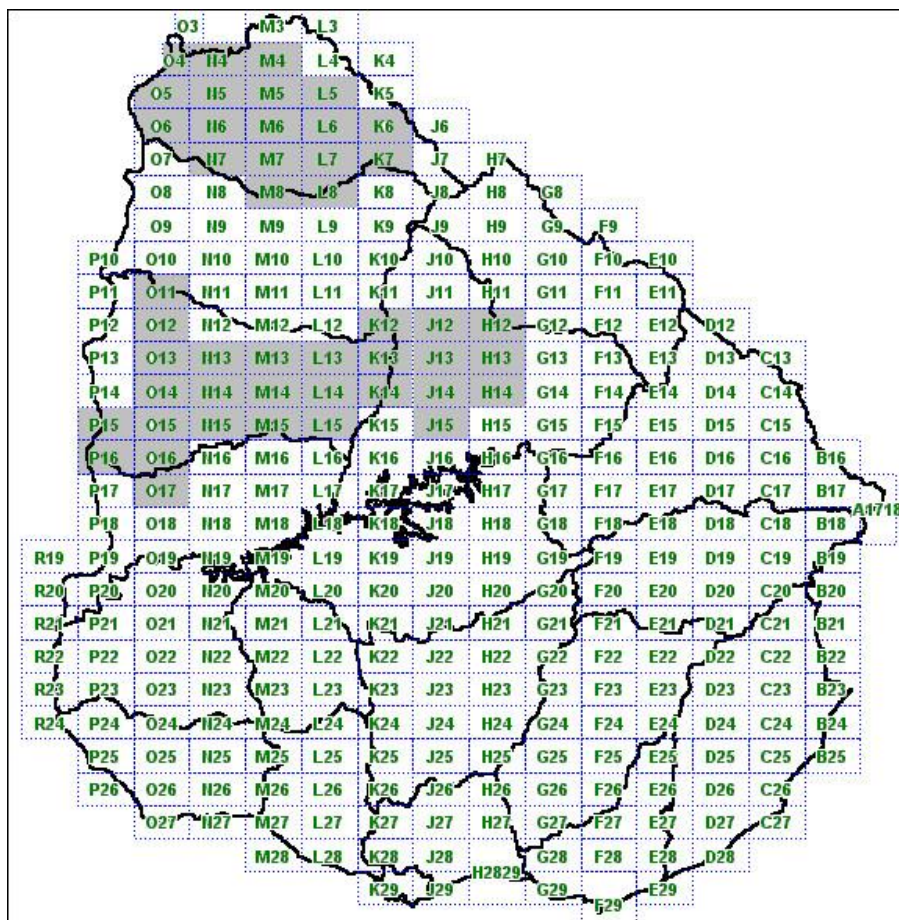 O3 M3 L3
O4 N4 M4 L4 K4
O5 N5 M5 L5 K5
O6 N6 M6 L6 K6 J6
O7 N7 M7 L7 K7 J7 H7
O8 N8 M8 L8 K8 J8 H8 G8
O9 N9 M9 L9 K9 J9 H9 G9 F9
P10 O10 N10 M10 L10 K10 J10 H10 G10 F10 E10
P11 O11 N11 M11 L11 K11 J11 H11 G11 F11 E11
P12 O12 N12 M12 L12 K12 J12 H12 G12 F12 E12 D12
P13 O13 N13 M13 L13 K13 J13 H13 G13 F13 E13 D13 C13
P14 O14 N14 M14 L14 K14 J14 H14 G14 F14 E14 D14 C14
P15 O15 N15 M15 L15 K15 J15 H15 G15 F15 E15 D15 C15
P16 O16 N16 M16 L16 K16 J16 H16 G16 F16 E16 D16 C16 B16
P17 O17 N17 M17 L17 K17 J17 H17 G17 F17 E17 D17 C17 B17
A1718
P18 O18 N18 M18 L18 K18 J18 H18 G18 F18 E18 D18 C18 B18
R19 P19 O19 N19 M19 L19 K19 J19 H19 G19 F19 E19 D19 C19 B19
R20 P20 O20 N20 M20 L20 K20 J20 H20 G20 F20 E20 D20 C20 B20
R21 P21 O21 N21 M21 L21 K21 J21 H21 G21 F21 E21 D21 C21 B21
R22 P22 O22 N22 M22 L22 K22 J22 H22 G22 F22 E22 D22 C22 B22
R23 P23 O23 N23 M23 L23 K23 J23 H23 G23 F23 E23 D23 C23 B23
R24 P24 O24 N24 M24 L24 K24 J24 H24 G24 F24 E24 D24 C24 B24
P25 O25 N25 M25 L25 K25 J25 H25 G25 F25 E25 D25 C25 B25
P26 O26 N26 M26 L26 K26 J26 H26 G26 F26 E26 D26 C26
O27 N27 M27 L27 K27 J27 H27 G27 F27 E27 D27 C27
M28 L28 K28 J28 G28 F28 E28 D28
H2829
K29 J29 G29 E29
F29